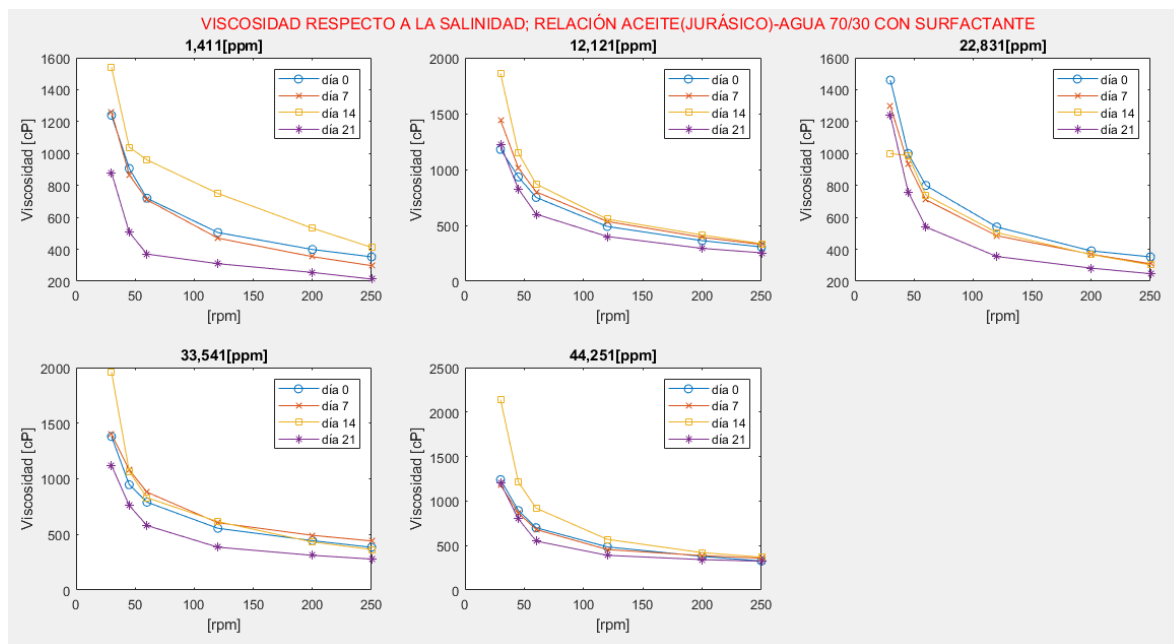 VISCOSIDAD RESPECTO A LA SALINIDAD; RELACIÓN ACEITE(JURÁSICO)-AGUA 70/30 CON SURFACTANTE
1,411[ppm]
1600
1400
1200
1000
800
600
400
200
Viscosidad [cP]
día 0
día 7
día 14
día 21
0 50 100 150 200 250
[rpm]
12,121[ppm]
2000
1500
1000
500
0
Viscosidad [cP]
día 0
día 7
día 14
día 21
0 50 100 150 200 250
[rpm]
22,831[ppm]
1600
1400
1200
1000
800
600
400
200
Viscosidad [cP]
día 0
día 7
día 14
día 21
0 50 100 150 200 250
[rpm]
33,541[ppm]
2000
1500
1000
500
0
Viscosidad [cP]
día 0
día 7
día 14
día 21
0 50 100 150 200 250
[rpm]
44,251[ppm]
2500
2000
1500
1000
500
0
Viscosidad [cP]
día 0
día 7
día 14
día 21
0 50 100 150 200 250
[rpm]